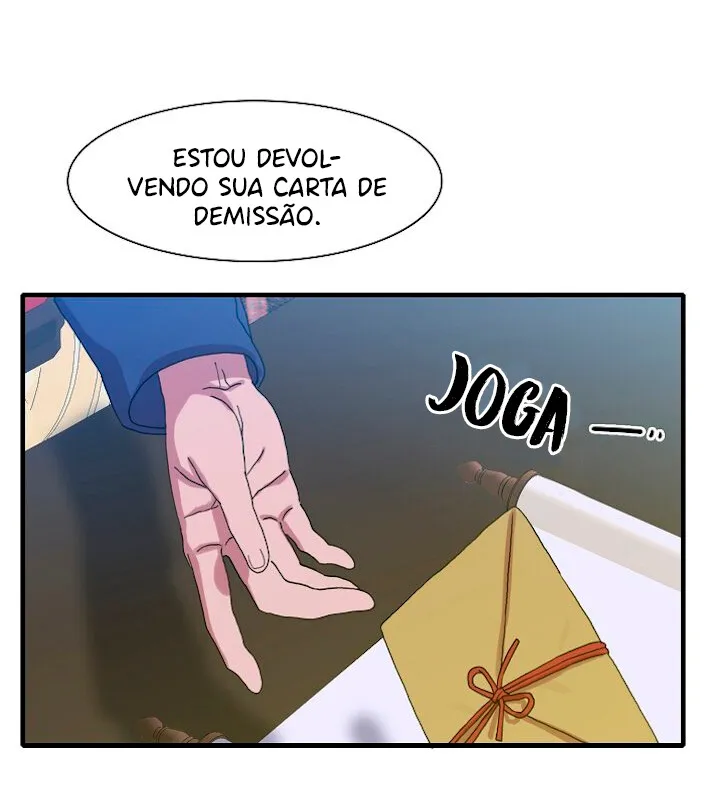 ESTOU DEVOL-
VENDO SUA CARTA DE
DEMISSÃO.
JOGA —..